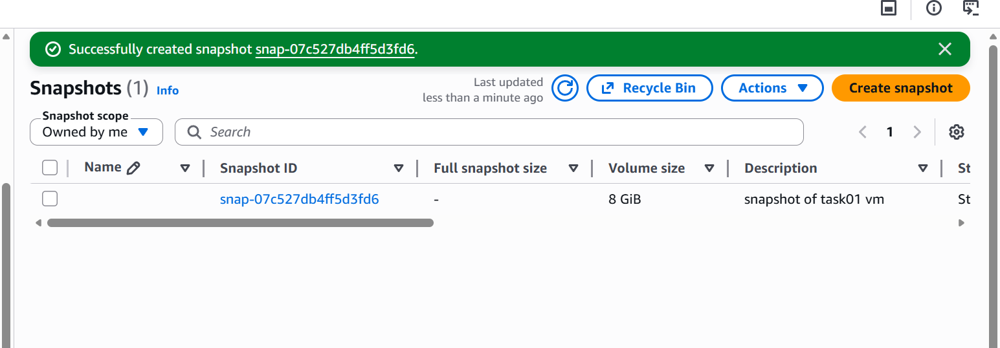 Successfully created snapshot snap-07c527db4ff5d3fd6.
Snapshots (1) Info
Last updated
less than a minute ago
Recycle Bin
Actions
Create snapshot
Snapshot scope
Owned by me
Search
1
Name
Snapshot ID
Full snapshot size
Volume size
Description
St
snap-07c527db4ff5d3fd6
-
8 GiB
snapshot of task01 vm
St